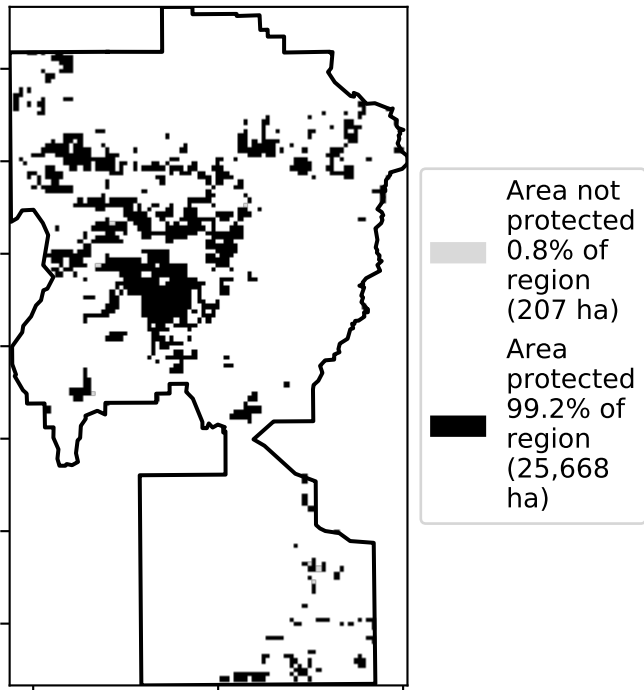 Area not
protected
0.8% of
region
(207 ha)
Area
protected
99.2% of
region
(25,668
ha)